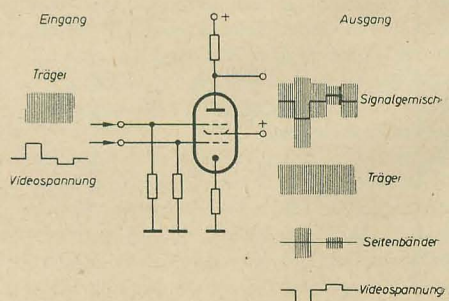 Eingang
Träger
Videospannung
+
+
Ausgang
Signalgemisch
Träger
Seitenbänder
Videospannung